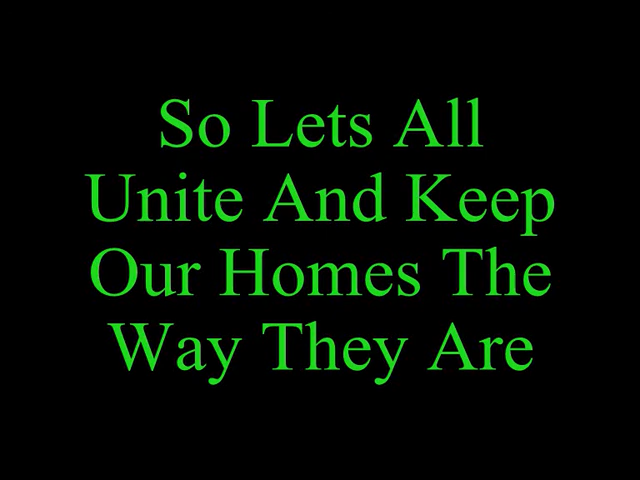 So Lets All
Unite And Keep
Our Homes The
Way They Are